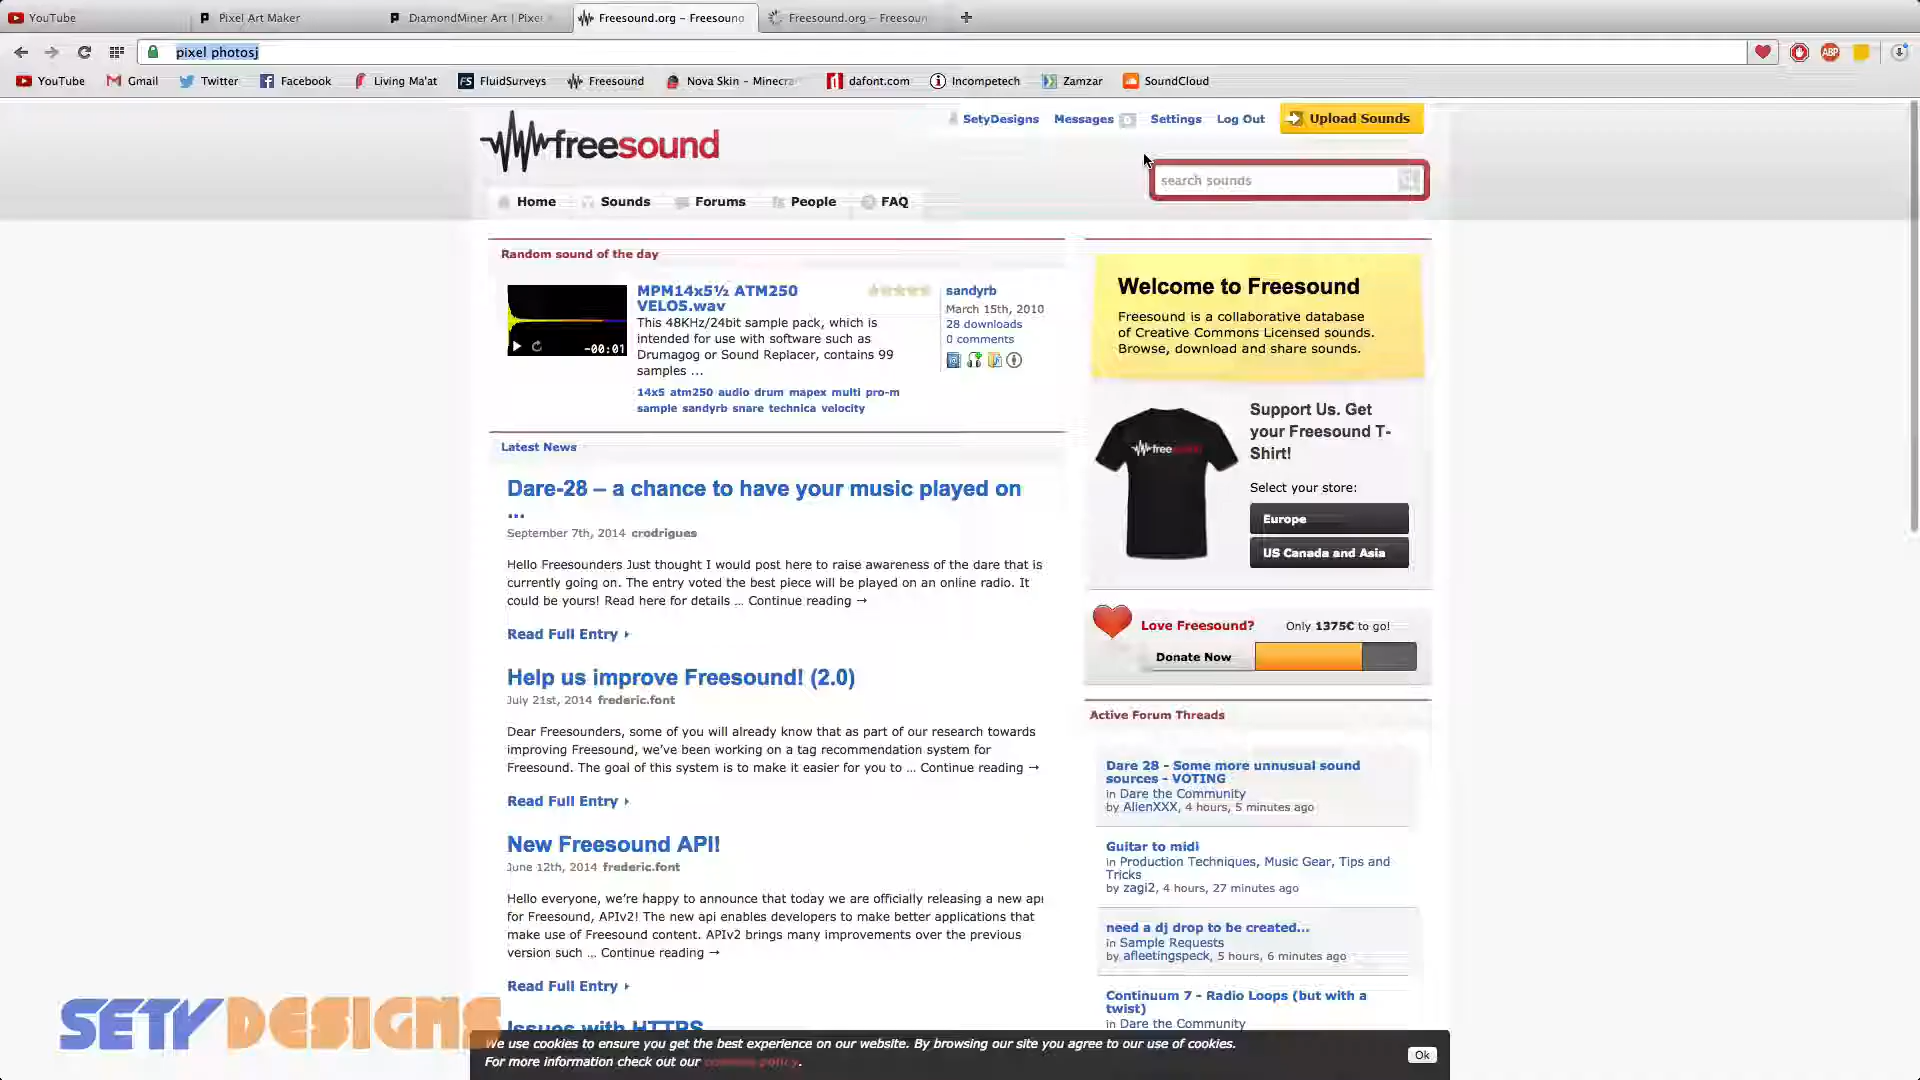 YouTube Pixel Art Maker DiamondMiner Art | Pixel Freesound.org – Freesound Freesound.org – Freesoun
pixel photosj
YouTube Gmail Twitter Facebook Living Ma'at FluidSurveys Freesound Nova Skin - Minecra dafont.com Incompetech Zamzar SoundCloud
SetyDesigns Messages 0 Settings Log Out Upload Sounds
freesound
search sounds
Home Sounds Forums People FAQ
Random sound of the day
MPM14x5½ ATM250
VELO5.wav
This 48KHz/24bit sample pack, which is
intended for use with software such as
Drumagog or Sound Replacer, contains 99
samples ...
14x5 atm250 audio drum mapex multi pro-m
sample sandyrb snare technica velocity
-00:01
sandyrb
March 15th, 2010
28 downloads
0 comments
Latest News
Dare-28 – a chance to have your music played on
...
September 7th, 2014 crodrigues
Hello Freesounders Just thought I would post here to raise awareness of the dare that is
currently going on. The entry voted the best piece will be played on an online radio. It
could be yours! Read here for details ... Continue reading →
Read Full Entry
Help us improve Freesound! (2.0)
July 21st, 2014 frederic.font
Dear Freesounders, some of you will already know that as part of our research towards
improving Freesound, we've been working on a tag recommendation system for
Freesound. The goal of this system is to make it easier for you to ... Continue reading →
Read Full Entry
New Freesound API!
June 12th, 2014 frederic.font
Hello everyone, we're happy to announce that today we are officially releasing a new api
for Freesound, APIv2! The new api enables developers to make better applications that
make use of Freesound content. APIv2 brings many improvements over the previous
version such ... Continue reading →
Read Full Entry
Issues with HTTPS
Welcome to Freesound
Freesound is a collaborative database
of Creative Commons Licensed sounds.
Browse, download and share sounds.
freesound
Support Us. Get
your Freesound T-
Shirt!
Select your store:
Europe
US Canada and Asia
Love Freesound? Only 1375€ to go!
Donate Now
Active Forum Threads
Dare 28 - Some more unnusual sound
sources - VOTING
in Dare the Community
by AlienXXX, 4 hours, 5 minutes ago
Guitar to midi
in Production Techniques, Music Gear, Tips and
Tricks
by zagi2, 4 hours, 27 minutes ago
need a dj drop to be created...
in Sample Requests
by afleetingspeck, 5 hours, 6 minutes ago
Continuum 7 - Radio Loops (but with a
twist)
in Dare the Community
SETYDESIGNS
We use cookies to ensure you get the best experience on our website. By browsing our site you agree to our use of cookies.
For more information check out our cookies policy.
Ok
ABP